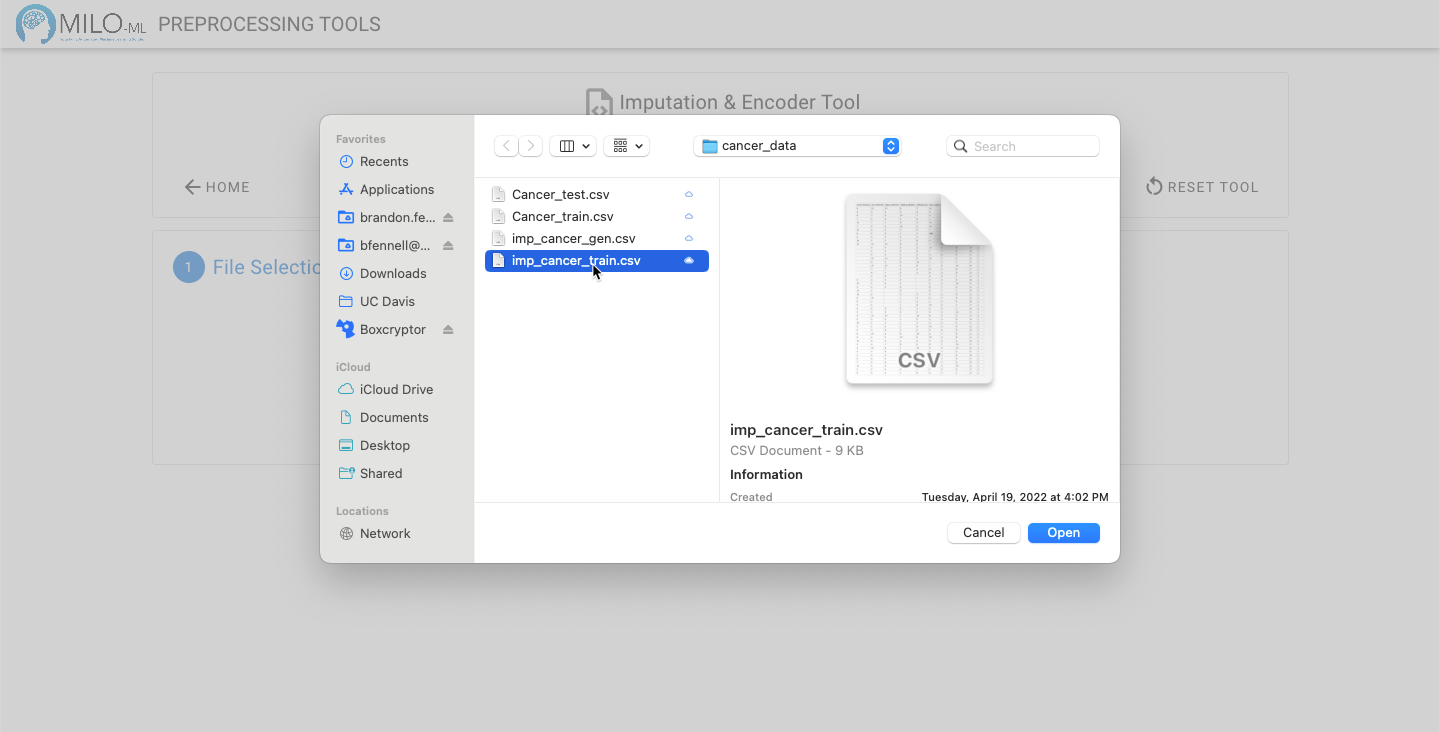 MILO-ML PREPROCESSING TOOLS
Imputation & Encoder Tool
HOME
RESET TOOL
1 File Selectio
Favorites
Recents
Applications
brandon.fe...
bfennell@...
Downloads
UC Davis
Boxcryptor
iCloud
iCloud Drive
Documents
Desktop
Shared
Locations
Network
cancer_data
Search
Cancer_test.csv
Cancer_train.csv
imp_cancer_gen.csv
imp_cancer_train.csv
CSV
imp_cancer_train.csv
CSV Document - 9 KB
Information
Created Tuesday, April 19, 2022 at 4:02 PM
Cancel Open